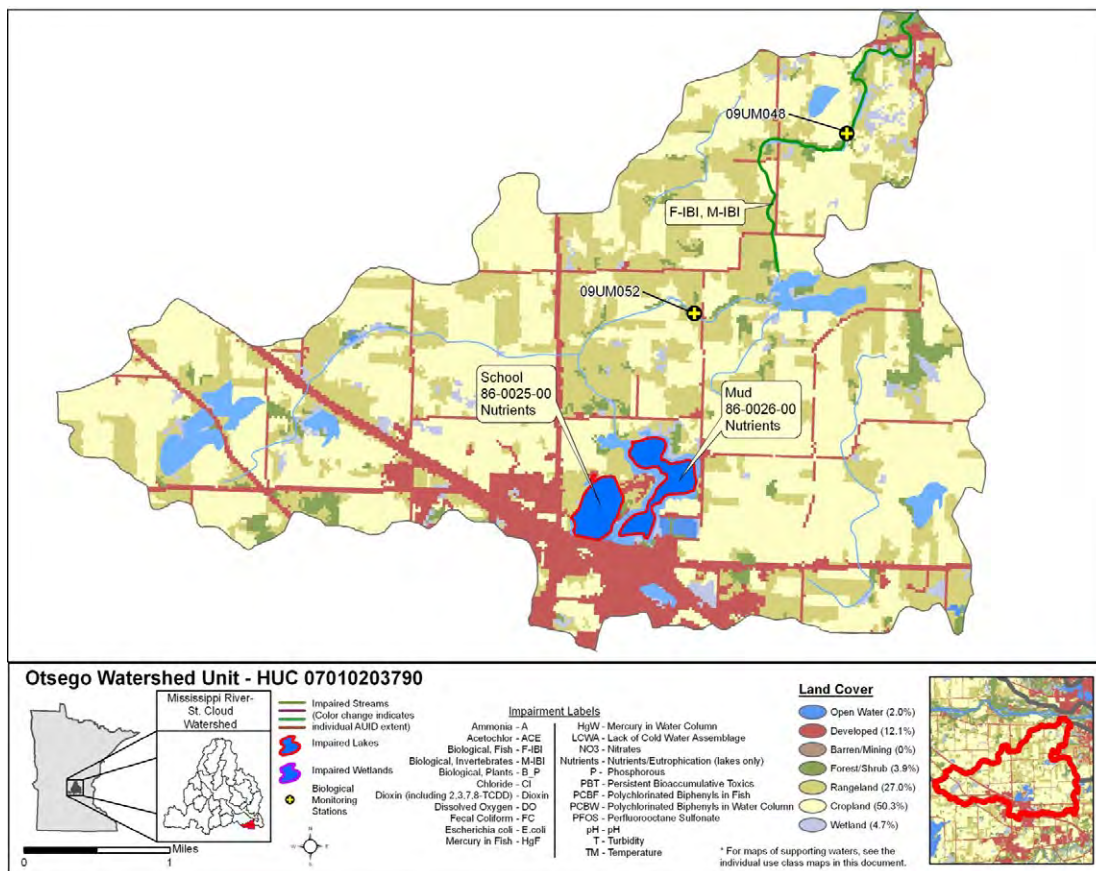 09UM048
F-IBI, M-IBI
09UM052
School
86-0025-00
Nutrients
Mud
86-0026-00
Nutrients
Otsego Watershed Unit - HUC 07010203790
Mississippi River-
St. Cloud
Watershed
Miles
0
1
N
W
E
S
Impaired Streams
(Color change indicates
individual AUID extent)
Impaired Lakes
Impaired Wetlands
Biological
Monitoring
Stations
Impairment Labels
Ammonia - A
Acetochlor - ACE
Biological, Fish - F-IBI
Biological, Invertebrates - M-IBI
Biological, Plants - B_P
Chloride - Cl
Dioxin (including 2,3,7,8-TCDD) - Dioxin
Dissolved Oxygen - DO
Fecal Coliform - FC
Escherichia coli - E.coli
Mercury in Fish - HgF
HgW - Mercury in Water Column
LCWA - Lack of Cold Water Assemblage
NO3 - Nitrates
Nutrients - Nutrients/Eutrophication (lakes only)
P - Phosphorous
PBT - Persistent Bioaccumulative Toxics
PCBF - Polychlorinated Biphenyls in Fish
PCBW - Polychlorinated Biphenyls in Water Column
PFOS - Perfluorooctane Sulfonate
pH - pH
T - Turbidity
TM - Temperature
Land Cover
Open Water (2.0%)
Developed (12.1%)
Barren/Mining (0%)
Forest/Shrub (3.9%)
Rangeland (27.0%)
Cropland (50.3%)
Wetland (4.7%)
* For maps of supporting waters, see the
individual use class maps in this document.